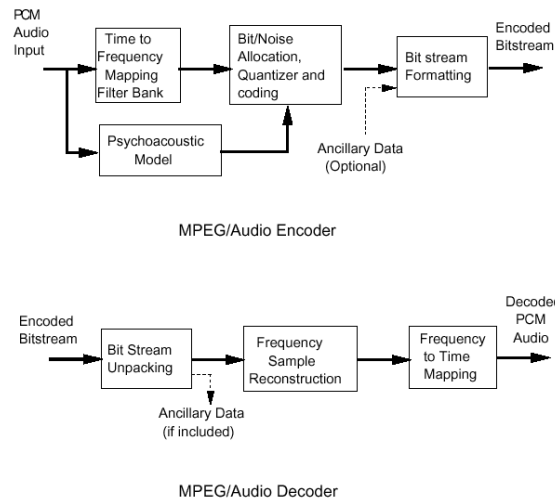 PCM
Audio
Input
Time to
Frequency
Mapping
Filter Bank
Bit/Noise
Allocation,
Quantizer and
coding
Bit stream
Formatting
Encoded
Bitstream
Psychoacoustic
Model
Ancillary Data
(Optional)
MPEG/Audio Encoder
Encoded
Bitstream
Bit Stream
Unpacking
Frequency
Sample
Reconstruction
Frequency
to Time
Mapping
Decoded
PCM
Audio
Ancillary Data
(if included)
MPEG/Audio Decoder